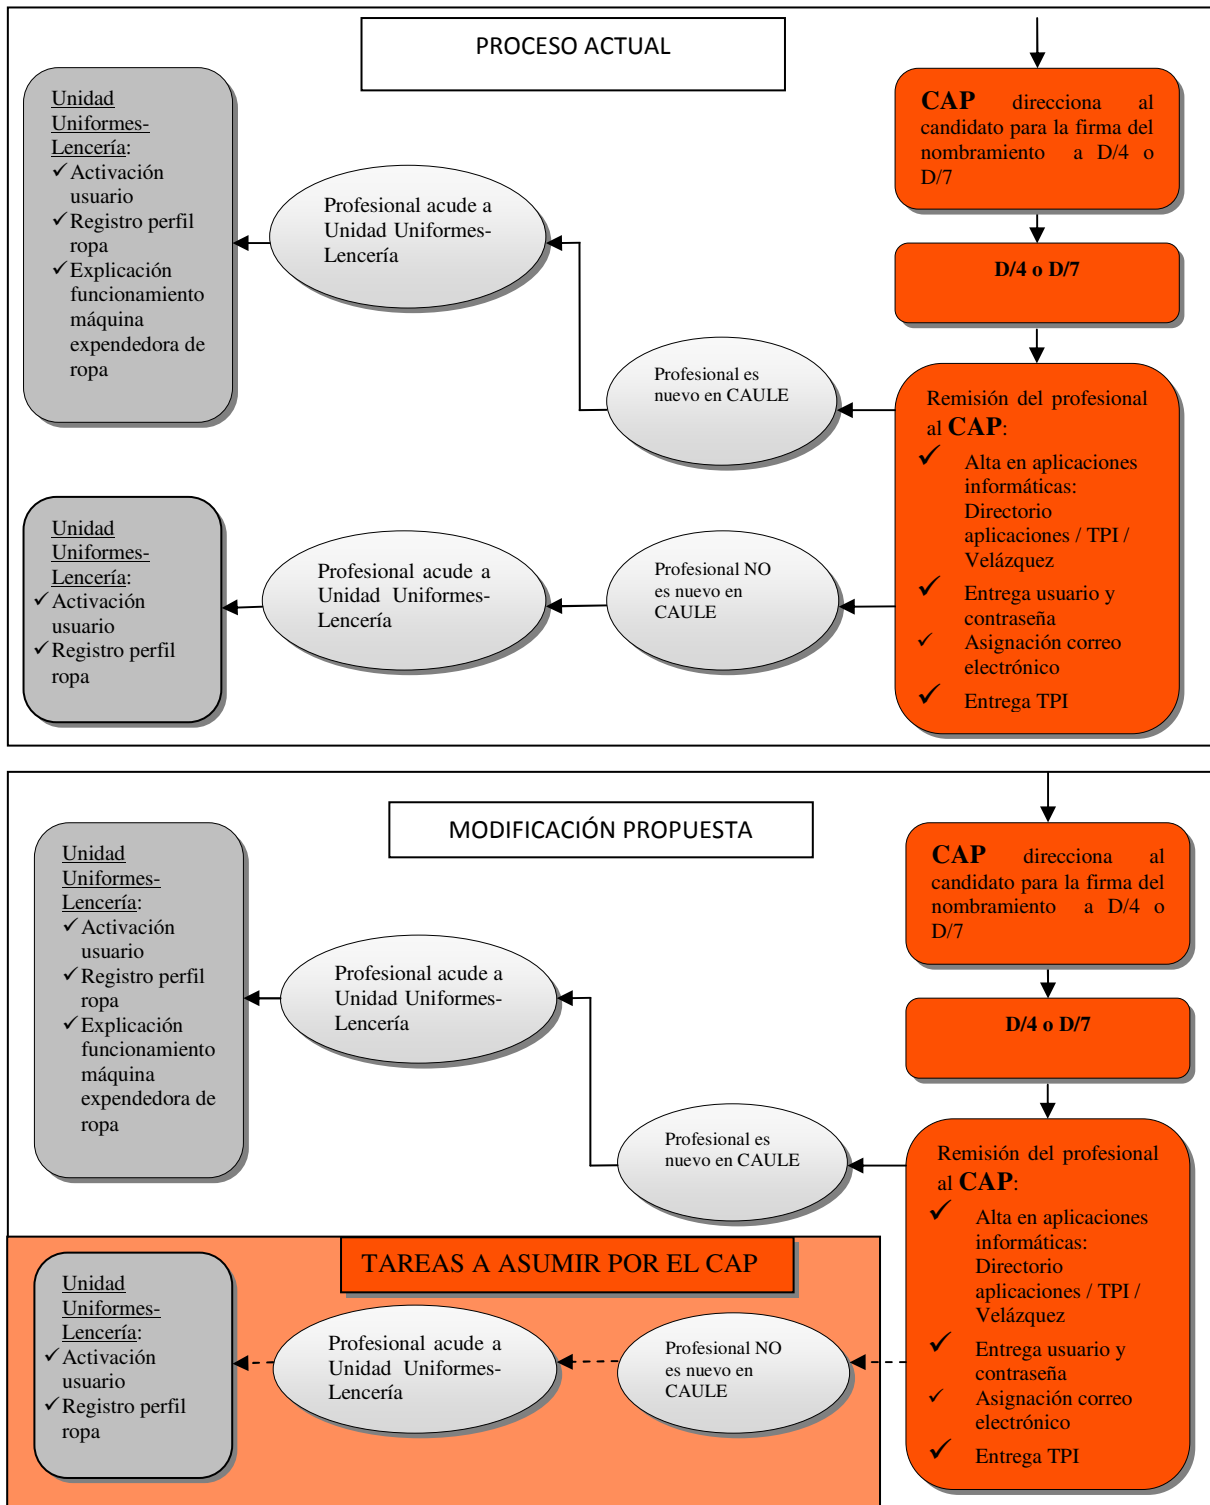 PROCESO ACTUAL
CAP direcciona al
candidato para la firma del
nombramiento a D/4 o
D/7
D/4 o D/7
Remisión del profesional
al CAP:
✓ Alta en aplicaciones
informáticas:
Directorio
aplicaciones / TPI /
Velázquez
✓ Entrega usuario y
contraseña
✓ Asignación correo
electrónico
✓ Entrega TPI
Profesional es
nuevo en CAULE
Profesional acude a
Unidad Uniformes-
Lencería
Unidad
Uniformes-
Lencería:
✓ Activación
usuario
✓ Registro perfil
ropa
✓ Explicación
funcionamiento
máquina
expendedora de
ropa
Profesional NO
es nuevo en
CAULE
Profesional acude a
Unidad Uniformes-
Lencería
Unidad
Uniformes-
Lencería:
✓ Activación
usuario
✓ Registro perfil
ropa
MODIFICACIÓN PROPUESTA
CAP direcciona al
candidato para la firma del
nombramiento a D/4 o
D/7
D/4 o D/7
Remisión del profesional
al CAP:
✓ Alta en aplicaciones
informáticas:
Directorio
aplicaciones / TPI /
Velázquez
✓ Entrega usuario y
contraseña
✓ Asignación correo
electrónico
✓ Entrega TPI
Profesional es
nuevo en CAULE
Profesional acude a
Unidad Uniformes-
Lencería
Unidad
Uniformes-
Lencería:
✓ Activación
usuario
✓ Registro perfil
ropa
✓ Explicación
funcionamiento
máquina
expendedora de
ropa
TAREAS A ASUMIR POR EL CAP
Profesional NO
es nuevo en
CAULE
Profesional acude a
Unidad Uniformes-
Lencería
Unidad
Uniformes-
Lencería:
✓ Activación
usuario
✓ Registro perfil
ropa